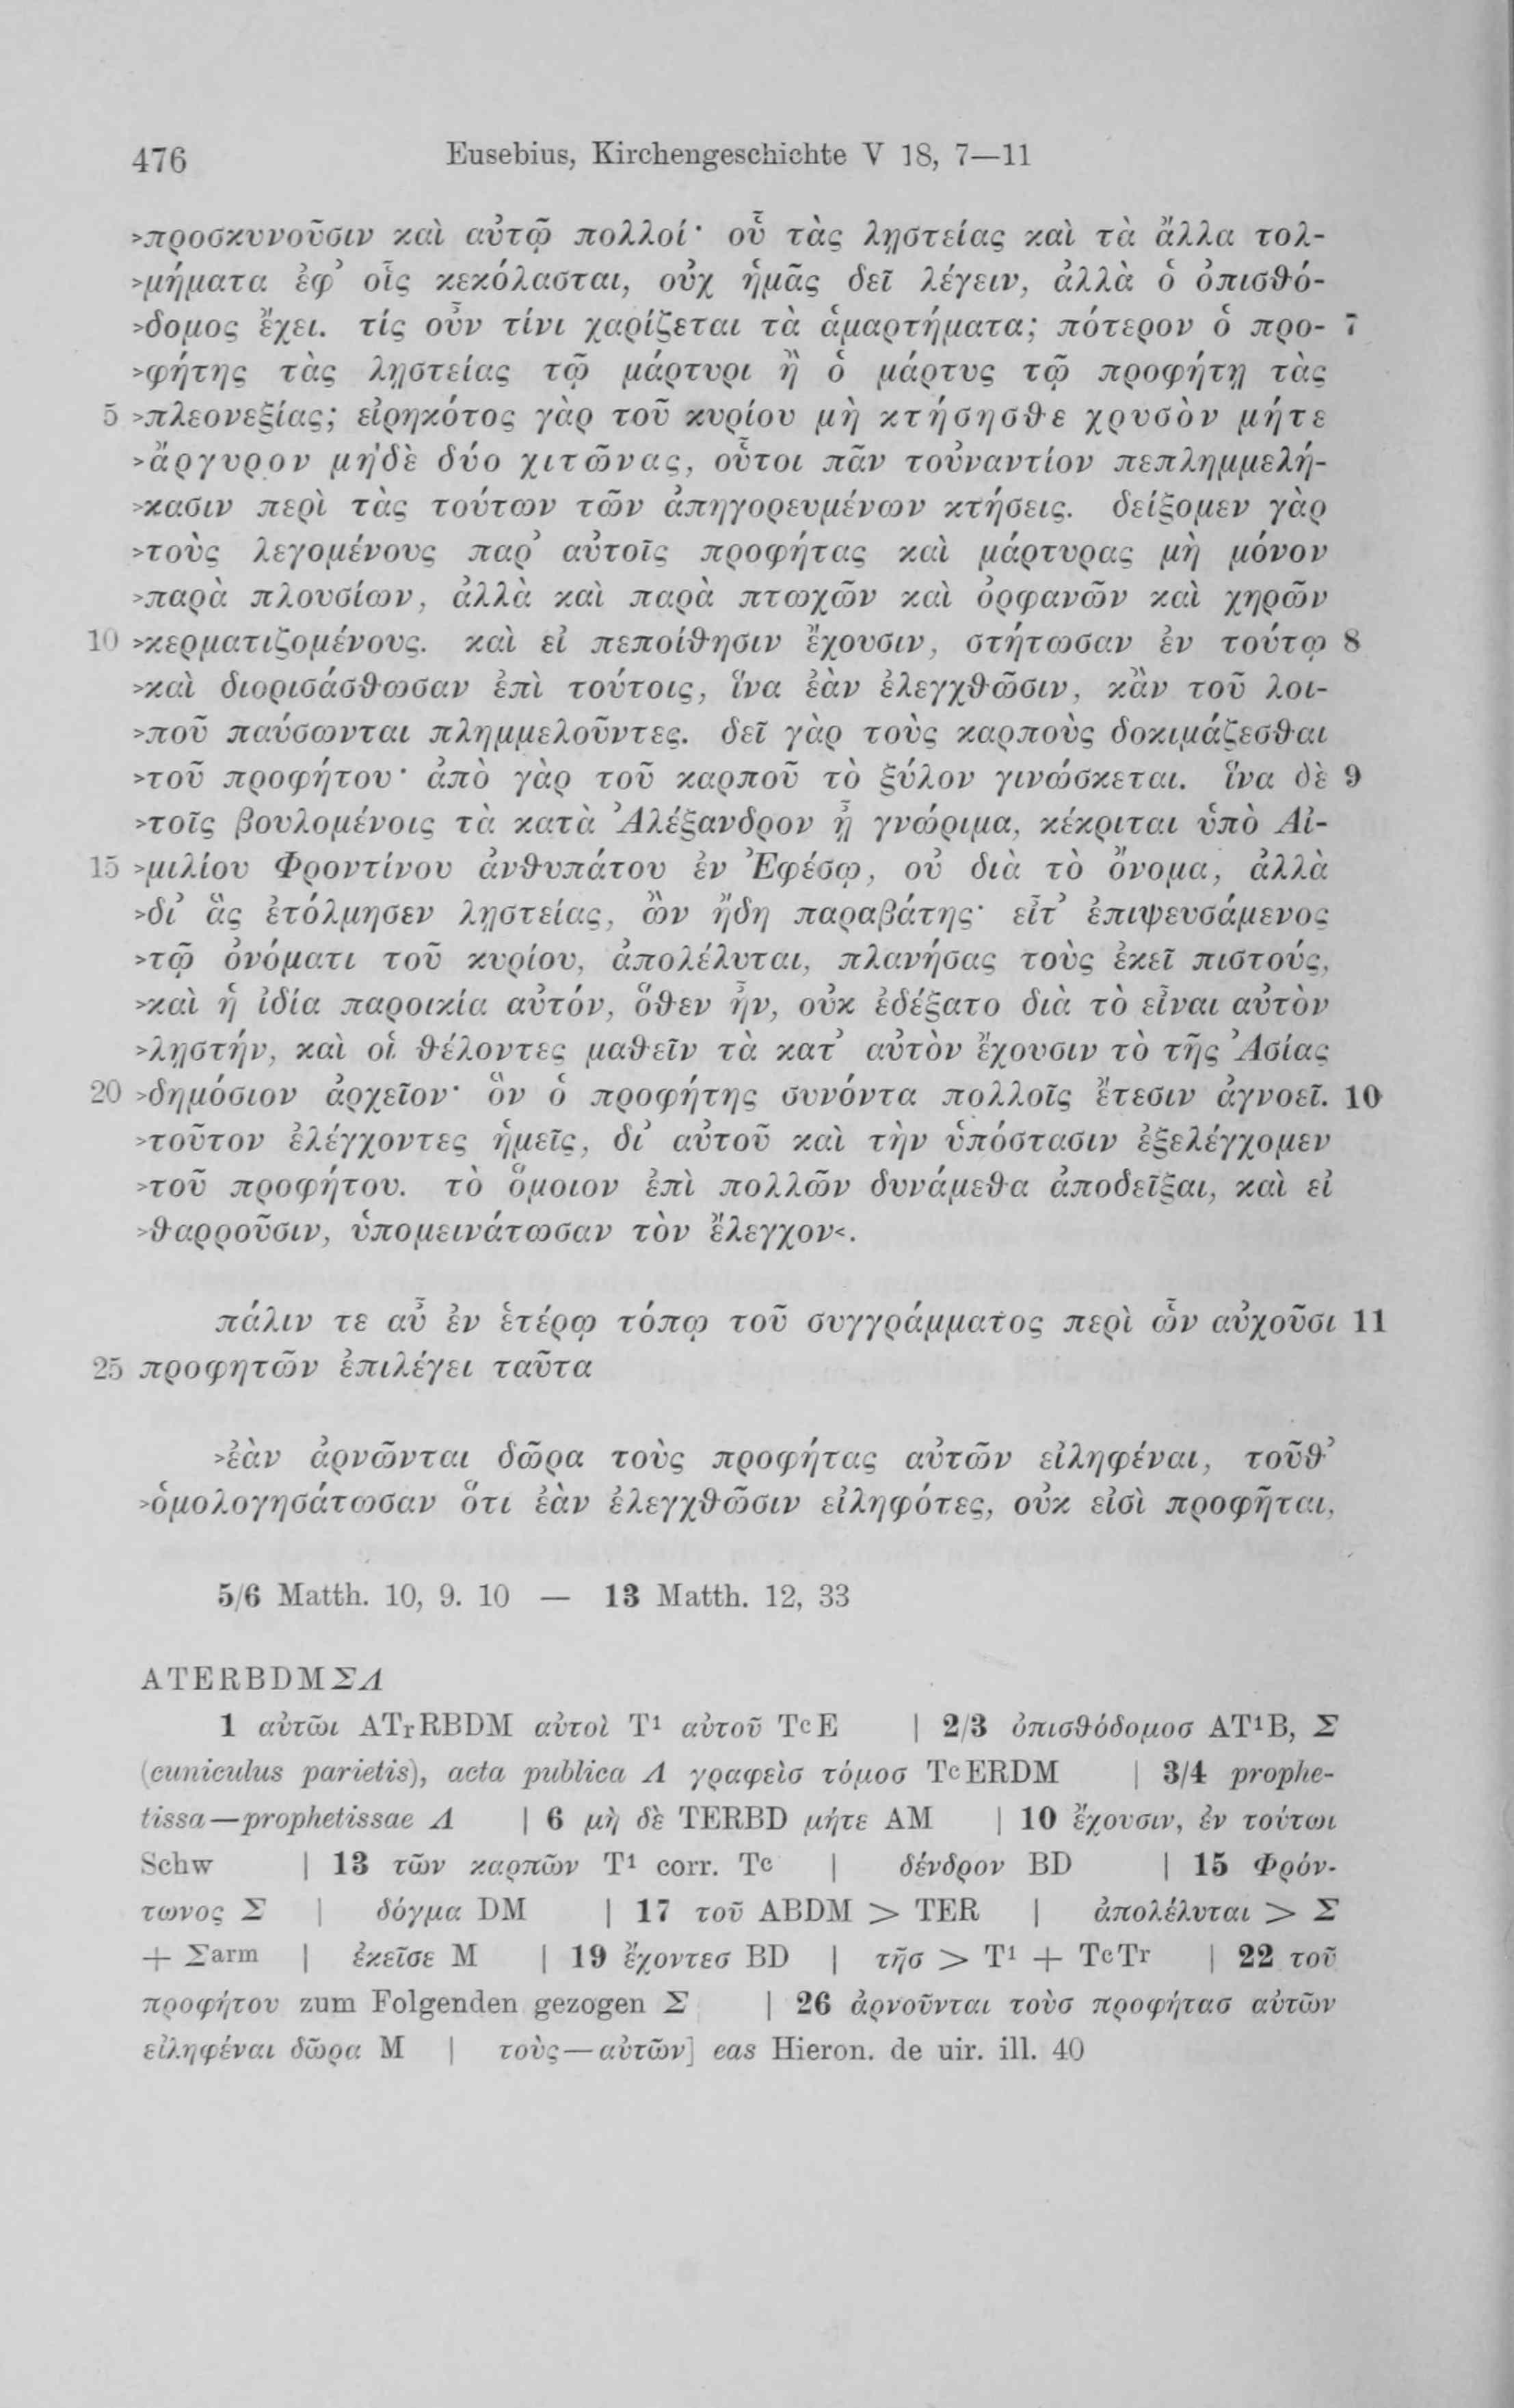 476 Eusebius, Kirchengeschichte V 18, 7—11
>προσκυνοῦσιν καὶ αὐτῷ πολλοί· οὗ τὰς λῃστείας καὶ τὰ ἄλλα τολ-
>μήματα ἐφ’ οἷς κεκόλασται, οὐχ ἡμᾶς δεῖ λέγειν, ἀλλὰ ὁ ὀπισθό-
>δομος ἔχει. τίς οὖν τίνι χαρίζεται τὰ ἁμαρτήματα; πότερον ὁ προ- 7
>φήτης τὰς λῃστείας τῷ μάρτυρι ἢ ὁ μάρτυς τῷ προφήτῃ τὰς
5 >πλεονεξίας; εἰρηκότος γὰρ τοῦ κυρίου μὴ κτήσησθε χρυσὸν μήτε
>ἄργυρον μηδὲ δύο χιτῶνας, οὗτοι πᾶν τοὐναντίον πεπλημμελή-
>κασιν περὶ τὰς τούτων τῶν ἀπηγορευμένων κτήσεις. δείξομεν γὰρ
>τοὺς λεγομένους παρ’ αὐτοῖς προφήτας καὶ μάρτυρας μὴ μόνον
>παρὰ πλουσίων, ἀλλὰ καὶ παρὰ πτωχῶν καὶ ὀρφανῶν καὶ χηρῶν
10 >κερματιζομένους. καὶ εἰ πεποίθησιν ἔχουσιν, στήτωσαν ἐν τούτῳ 8
>καὶ διορισάσθωσαν ἐπὶ τούτοις, ἵνα ἐὰν ἐλεγχθῶσιν, κἂν τοῦ λοι-
>ποῦ παύσωνται πλημμελοῦντες. δεῖ γὰρ τοὺς καρποὺς δοκιμάζεσθαι
>τοῦ προφήτου· ἀπὸ γὰρ τοῦ καρποῦ τὸ ξύλον γινώσκεται. ἵνα δὲ 9
>τοῖς βουλομένοις τὰ κατὰ Ἀλέξανδρον ᾖ γνώριμα, κέκριται ὑπὸ Αἰ-
15 >μιλίου Φροντίνου ἀνθυπάτου ἐν Ἐφέσῳ, οὐ διὰ τὸ ὄνομα, ἀλλὰ
>δι’ ἃς ἐτόλμησεν λῃστείας, ὢν ἤδη παραβάτης· εἶτ’ ἐπιψευσάμενος
>τῷ ὀνόματι τοῦ κυρίου, ἀπολέλυται, πλανήσας τοὺς ἐκεῖ πιστούς,
>καὶ ἡ ἰδία παροικία αὐτόν, ὅθεν ἦν, οὐκ ἐδέξατο διὰ τὸ εἶναι αὐτὸν
>λῃστήν, καὶ οἱ θέλοντες μαθεῖν τὰ κατ’ αὐτὸν ἔχουσιν τὸ τῆς Ἀσίας
20 >δημόσιον ἀρχεῖον· ὃν ὁ προφήτης συνόντα πολλοῖς ἔτεσιν ἀγνοεῖ. 10
>τοῦτον ἐλέγχοντες ἡμεῖς, δι’ αὐτοῦ καὶ τὴν ὑπόστασιν ἐξελέγχομεν
>τοῦ προφήτου. τὸ ὅμοιον ἐπὶ πολλῶν δυνάμεθα ἀποδεῖξαι, καὶ εἰ
>θαρροῦσιν, ὑπομεινάτωσαν τὸν ἔλεγχον<.
πάλιν τε αὖ ἐν ἑτέρῳ τόπῳ τοῦ συγγράμματος περὶ ὧν αὐχοῦσι 11
25 προφητῶν ἐπιλέγει ταῦτα
>ἐὰν ἀρνῶνται δῶρα τοὺς προφήτας αὐτῶν εἰληφέναι, τοῦθ’
>ὁμολογησάτωσαν ὅτι ἐὰν ἐλεγχθῶσιν εἰληφότες, οὐκ εἰσὶ προφῆται,
5/6 Matth. 10, 9. 10 — 13 Matth. 12, 33
ATERBDMΣΛ
1 αὐτῶι ATrRBDM αὐτοὶ T1 αὐτοῦ TcE | 2/3 ὀπισθόδομοσ AT1B, Σ
(cuniculus parietis), acta publica Λ γραφεὶσ τόμοσ TcERDM | 3/4 prophe-
tissa—prophetissae Λ | 6 μὴ δὲ TERBD μήτε AM | 10 ἔχουσιν, ἐν τούτωι
Schw | 13 τῶν καρπῶν T1 corr. Tc | δένδρον BD | 15 Φρόν-
τωνος Σ | δόγμα DM | 17 τοῦ ABDM > TER | ἀπολέλυται > Σ
+ Σarm | ἐκεῖσε M | 19 ἔχοντεσ BD | τῆσ > T1 + TcTr | 22 τοῦ
προφήτου zum Folgenden gezogen Σ | 26 ἀρνοῦνται τοὺσ προφήτασ αὐτῶν
εἰληφέναι δῶρα M | τοὺς—αὐτῶν] eas Hieron. de uir. ill. 40